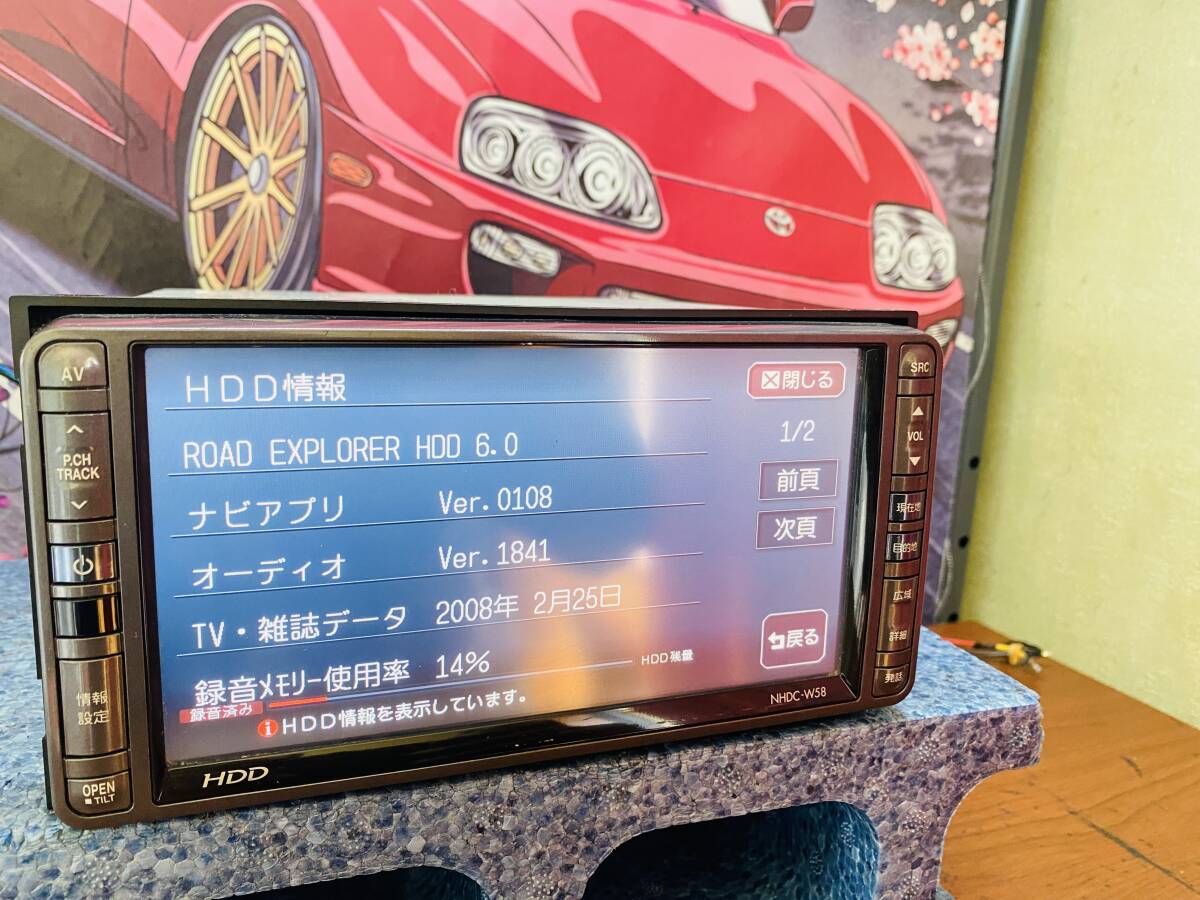 AV
P.CH
TRACK
情報
設定
OPEN
TILT
HDD情報
閉じる
1/2
ROAD EXPLORER HDD 6.0
前頁
ナビアプリ Ver.0108
次頁
オーディオ Ver.1841
TV・雑誌データ 2008年 2月25日
戻る
録音メモリー使用率 14%
HDD残量
録音済み
HDD情報を表示しています。
NHDC-W58
HDD
SRC
VOL
現在地
目的地
広域
詳細
発話